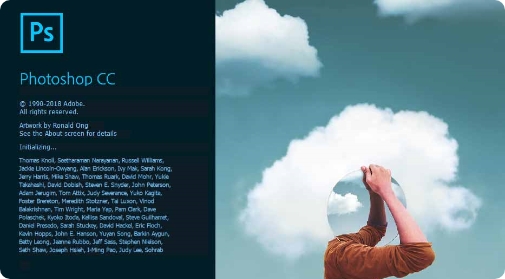 Ps
Photoshop CC
© 1990-2018 Adobe.
All rights reserved.
Artwork by Ronald Ong
See the About screen for details
Initializing...
Thomas Knoll, Seetharaman Narayanan, Russell Williams,
Jackie Lincoln-Owyang, Alan Erickson, Ivy Mak, Sarah Kong,
Jerry Harris, Mike Shaw, Thomas Ruark, David Mohr, Yukie
Takahashi, David Dobish, Steven E. Snyder, John Peterson,
Adam Jerugim, Tom Attix, Judy Severance, Yuko Kagita,
Foster Brereton, Meredith Stotzner, Tai Luxon, Vinod
Balakrishnan, Tim Wright, Maria Yap, Pam Clark, Dave
Polaschek, Kyoko Itoda, Kellisa Sandoval, Steve Guilhamet,
Daniel Presedo, Sarah Stuckey, David Hackel, Eric Floch,
Kevin Hopps, John E. Hanson, Yuyan Song, Barkin Aygun,
Betty Leong, Jeanne Rubbo, Jeff Sass, Stephen Nielson,
Seth Shaw, Joseph Hsieh, I-Ming Pao, Judy Lee, Sohrab